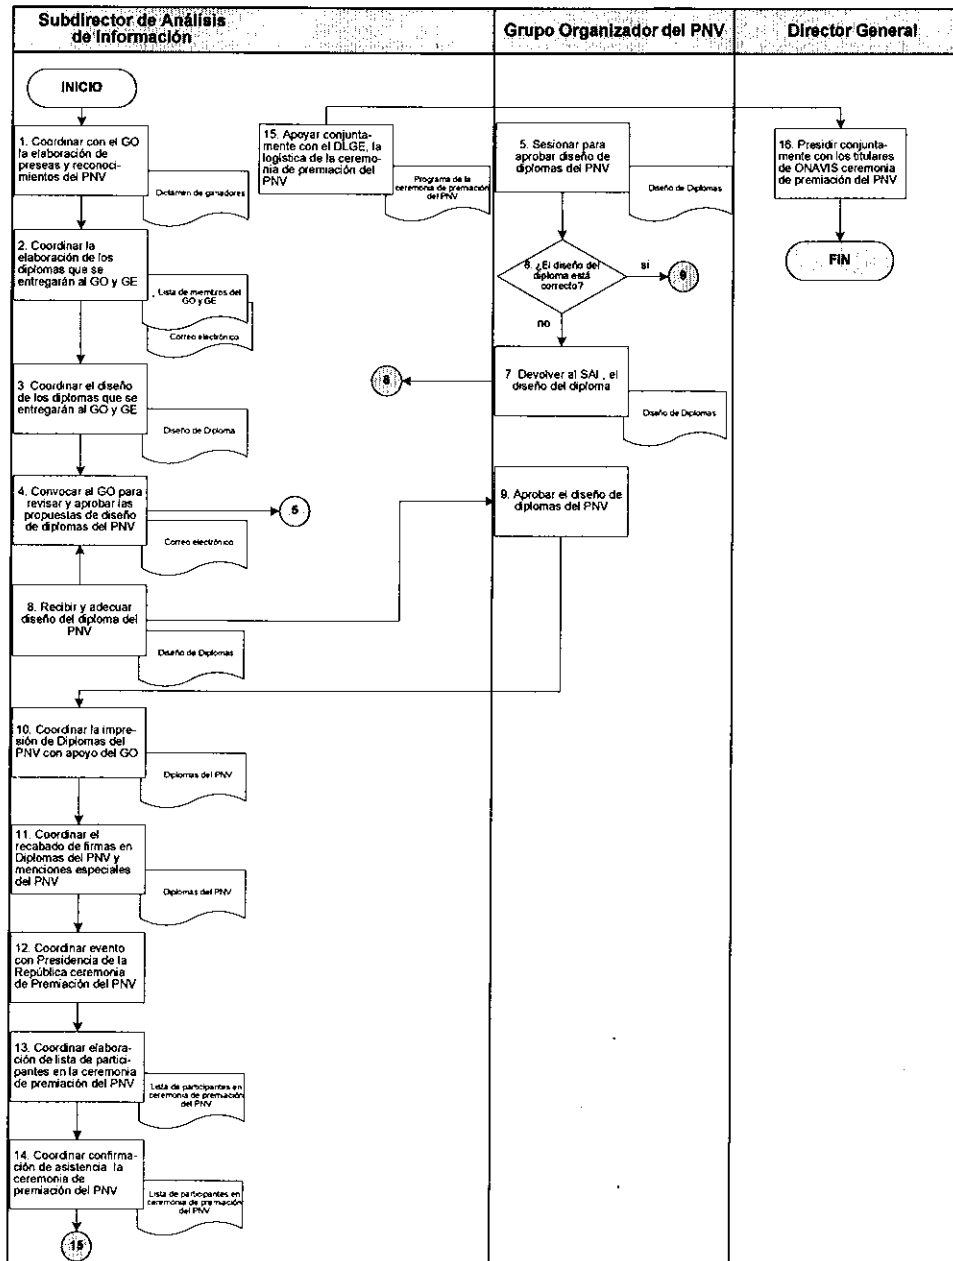 Subdirector de Análisis
de Información
Grupo Organizador del PNV
Director General
INICIO
1. Coordinar con el GO
la elaboración de
preseas y reconoci-
mientos del PNV
Dictamen de ganadores
2. Coordinar la
elaboración de los
diplomas que se
entregarán al GO y GE
Lista de miembros del
GO y GE
Correo electrónico
3 Coordinar el diseño
de los diplomas que se
entregarán al GO y GE
Diseño de Diploma
4. Convocar al GO para
revisar y aprobar las
propuestas de diseño
de diplomas del PNV
5
Correo electrónico
8. Recibir y adecuar
diseño del diploma del
PNV
Diseño de Diplomas
10. Coordinar la impre-
sión de Diplomas del
PNV con apoyo del GO
Diplomas del PNV
11. Coordinar el
recabado de firmas en
Diplomas del PNV y
menciones especiales
del PNV
Diplomas del PNV
12. Coordinar evento
con Presidencia de la
República ceremonia
de Premiación del PNV
13. Coordinar elabora-
ción de lista de partici-
pantes en la ceremonia
de premiación del PNV
Lista de participantes en
ceremonia de premiación
del PNV
14. Coordinar confirma-
ción de asistencia la
ceremonia de
premiación del PNV
Lista de participantes en
ceremonia de premiación
del PNV
15
15. Apoyar conjunta-
mente con el DLGE, la
logística de la ceremo-
nia de premiación del
PNV
Programa de la
ceremonia de premiación
del PNV
5. Sesionar para
aprobar diseño de
diplomas del PNV
Diseño de Diplomas
6. ¿El diseño del
diploma está
correcto?
si
no
7 Devolver al SAI , el
diseño del diploma
8
Diseño de Diplomas
9. Aprobar el diseño de
diplomas del PNV
16. Presidir conjunta-
mente con los titulares
de ONAVIS ceremonia
de premiación del PNV
FIN